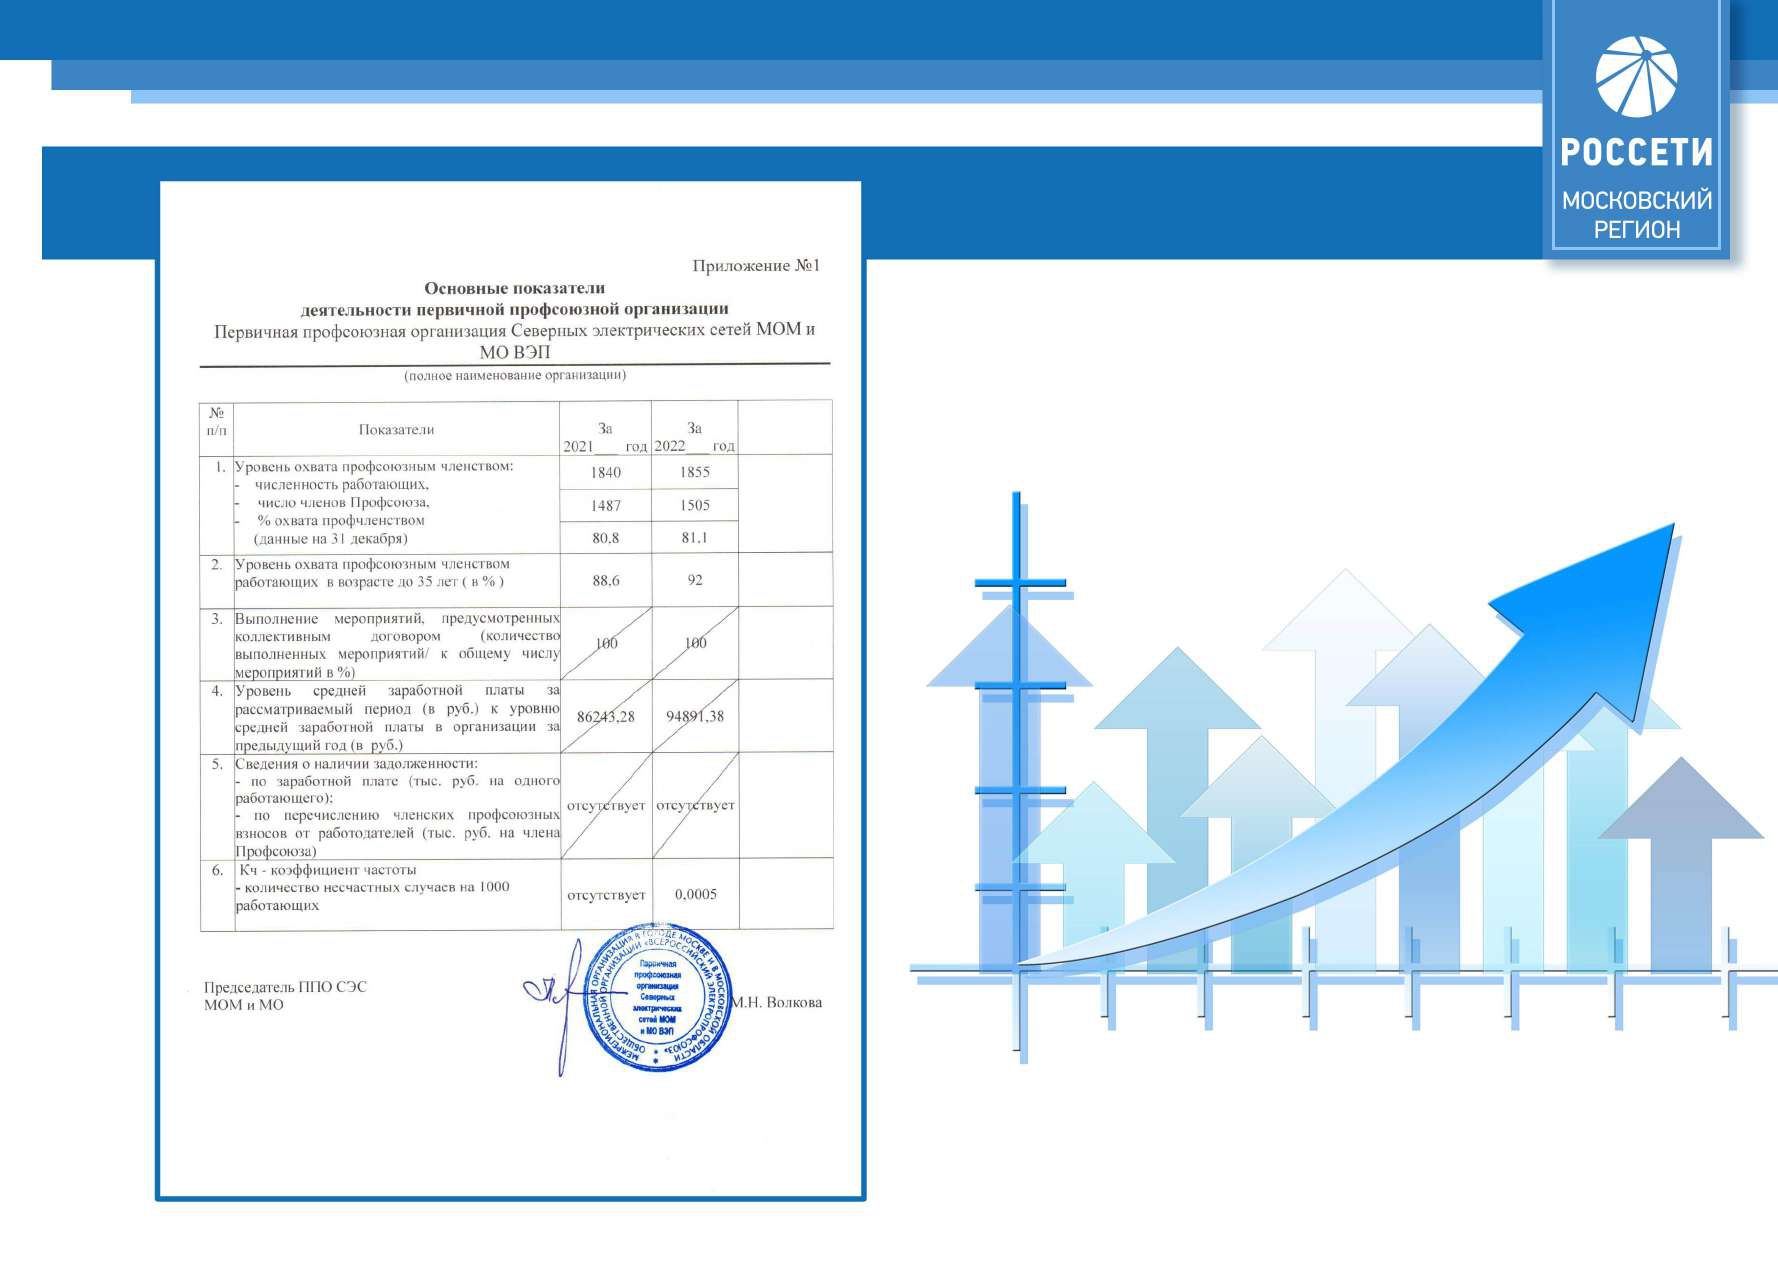 РОССЕТИ
МОСКОВСКИЙ
РЕГИОН
Приложение №1
Основные показатели
деятельности первичной профсоюзной организации
Первичная профсоюзная организация Северных электрических сетей МОМ и
МО ВЭП
(полное наименование организации)
№
п/п
Показатели
За
2021___ год
За
2022___ год
1. Уровень охвата профсоюзным членством:
- численность работающих,
1840 1855
- число членов Профсоюза,
1487 1505
- % охвата профчленством
(данные на 31 декабря)
80,8 81,1
2. Уровень охвата профсоюзным членством
работающих в возрасте до 35 лет ( в % )
88,6 92
3. Выполнение мероприятий, предусмотренных
коллективным договором (количество
выполненных мероприятий/ к общему числу
мероприятий в %)
100 100
4. Уровень средней заработной платы за
рассматриваемый период (в руб.) к уровню
средней заработной платы в организации за
предыдущий год (в руб.)
86243,28 94891,38
5. Сведения о наличии задолженности:
- по заработной плате (тыс. руб. на одного
работающего);
- по перечислению членских профсоюзных
взносов от работодателей (тыс. руб. на члена
Профсоюза)
отсутствует отсутствует
6. Кч - коэффициент частоты
- количество несчастных случаев на 1000
работающих
отсутствует 0,0005
Председатель ППО СЭС
МОМ и МО
М.Н. Волкова
МЕЖРЕГИОНАЛЬНАЯ ОРГАНИЗАЦИЯ В ГОРОДЕ МОСКВЕ И В МОСКОВСКОЙ ОБЛАСТИ
ОБЩЕСТВЕННОЙ ОРГАНИЗАЦИИ «ВСЕРОССИЙСКИЙ ЭЛЕКТРОПРОФСОЮЗ»
Первичная
профсоюзная
организация
Северных
электрических
сетей МОМ
и МО ВЭП